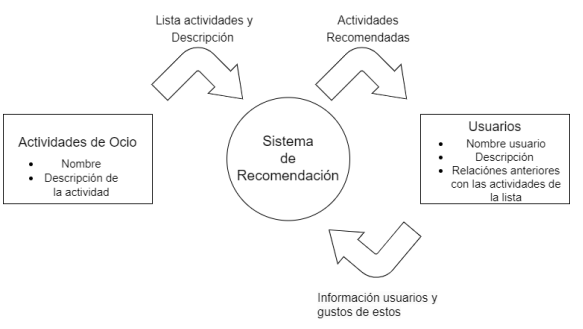 Lista actividades y
Descripción
Actividades
Recomendadas
Actividades de Ocio
• Nombre
• Descripción de
la actividad
Sistema
de
Recomendación
Usuarios
• Nombre usuario
• Descripción
• Relaciónes anteriores
con las actividades de
la lista
Información usuarios y
gustos de estos